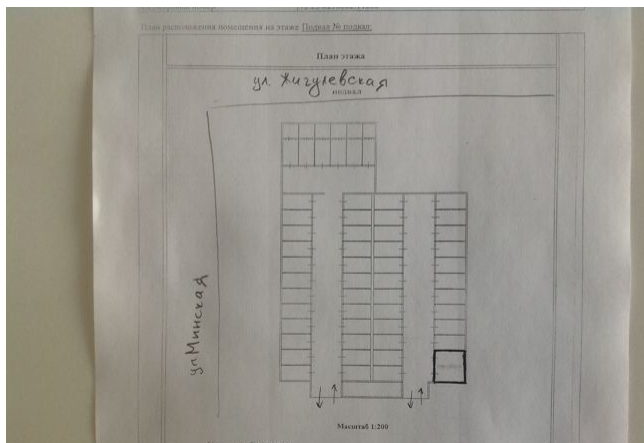 План расположения помещения на этаже Подвал № подвал:
План этажа
ул. Жигулевская
подвал
ул Минская
Масштаб 1:200